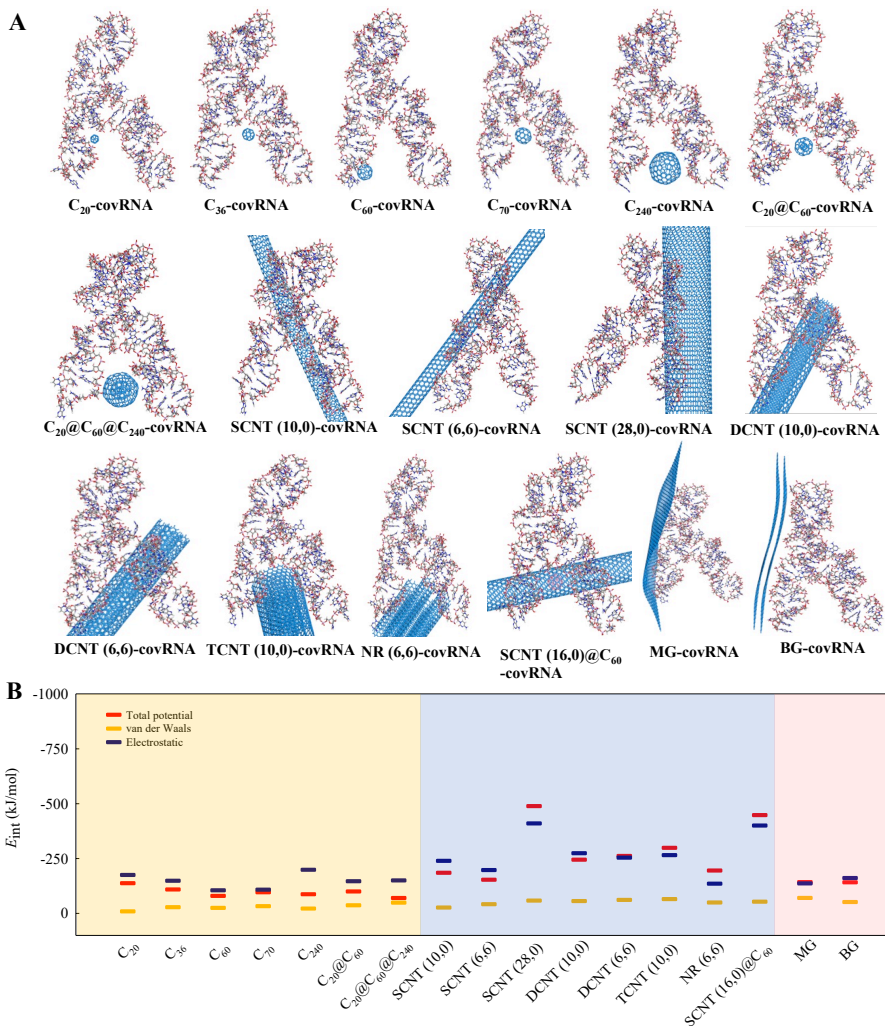 A
C₂₀-covRNA
C₃₆-covRNA
C₆₀-covRNA
C₇₀-covRNA
C₂₄₀-covRNA
C₂₀@C₆₀-covRNA
C₂₀@C₆₀@C₂₄₀-covRNA
SCNT (10,0)-covRNA
SCNT (6,6)-covRNA
SCNT (28,0)-covRNA
DCNT (10,0)-covRNA
DCNT (6,6)-covRNA
TCNT (10,0)-covRNA
NR (6,6)-covRNA
SCNT (16,0)@C₆₀
-covRNA
MG-covRNA
BG-covRNA
B
-1000
-750
-500
-250
0
Eint (kJ/mol)
Total potential
van der Waals
Electrostatic
C₂₀
C₃₆
C₆₀
C₇₀
C₂₄₀
C₂₀@C₆₀
C₂₀@C₆₀@C₂₄₀
SCNT (10,0)
SCNT (6,6)
SCNT (28,0)
DCNT (10,0)
DCNT (6,6)
TCNT (10,0)
NR (6,6)
SCNT (16,0)@C₆₀
MG
BG